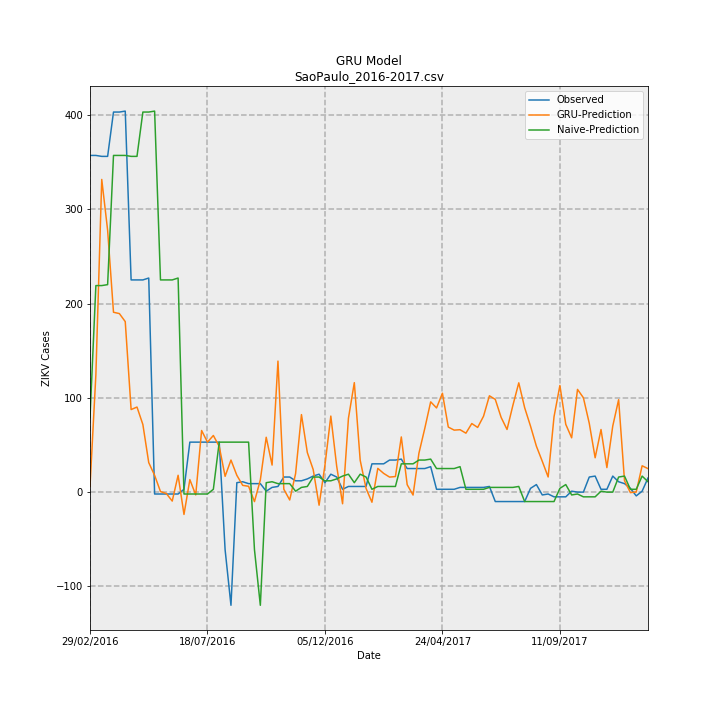 GRU Model
SaoPaulo_2016-2017.csv
Observed
GRU-Prediction
Naive-Prediction
ZIKV Cases
400
300
200
100
0
−100
29/02/2016
18/07/2016
05/12/2016
24/04/2017
11/09/2017
Date